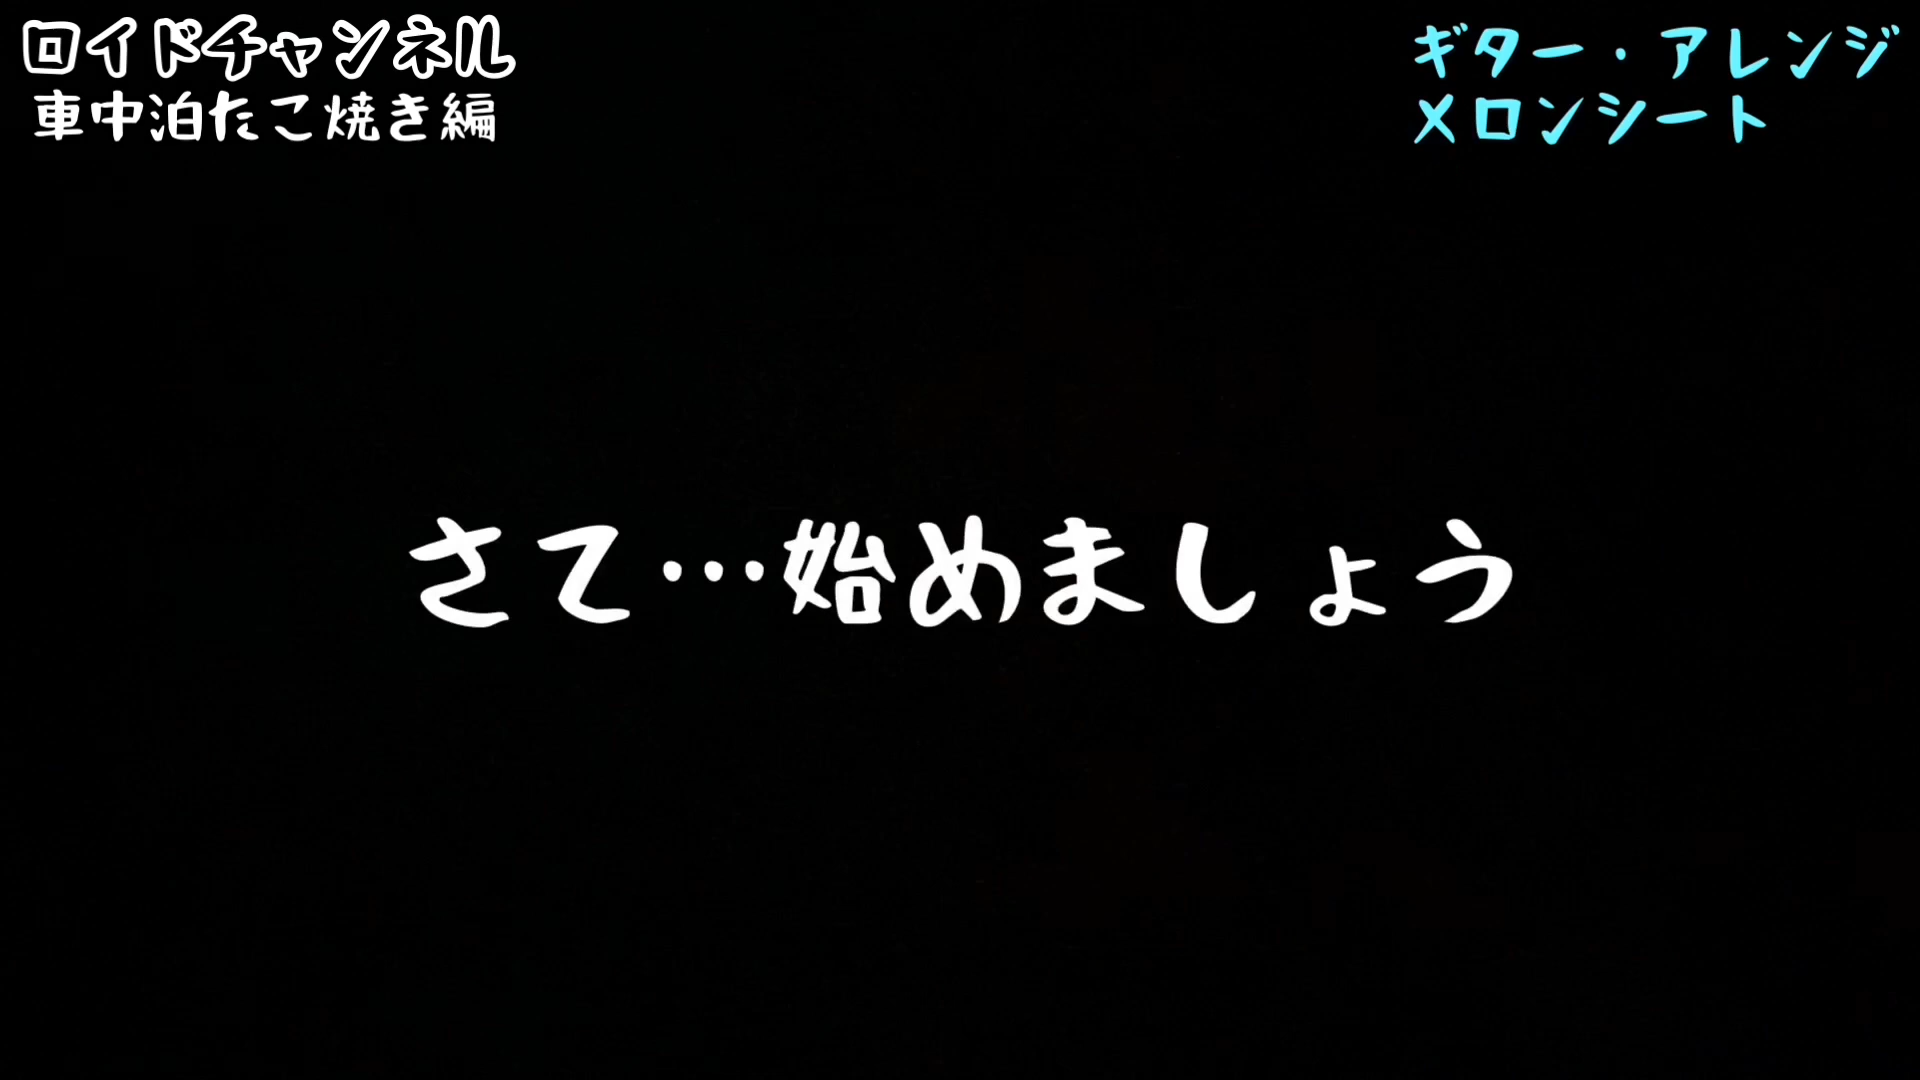 ロイドチャンネル
車中泊たこ焼き編
ギター・アレンジ
メロンシート
さて…始めましょう